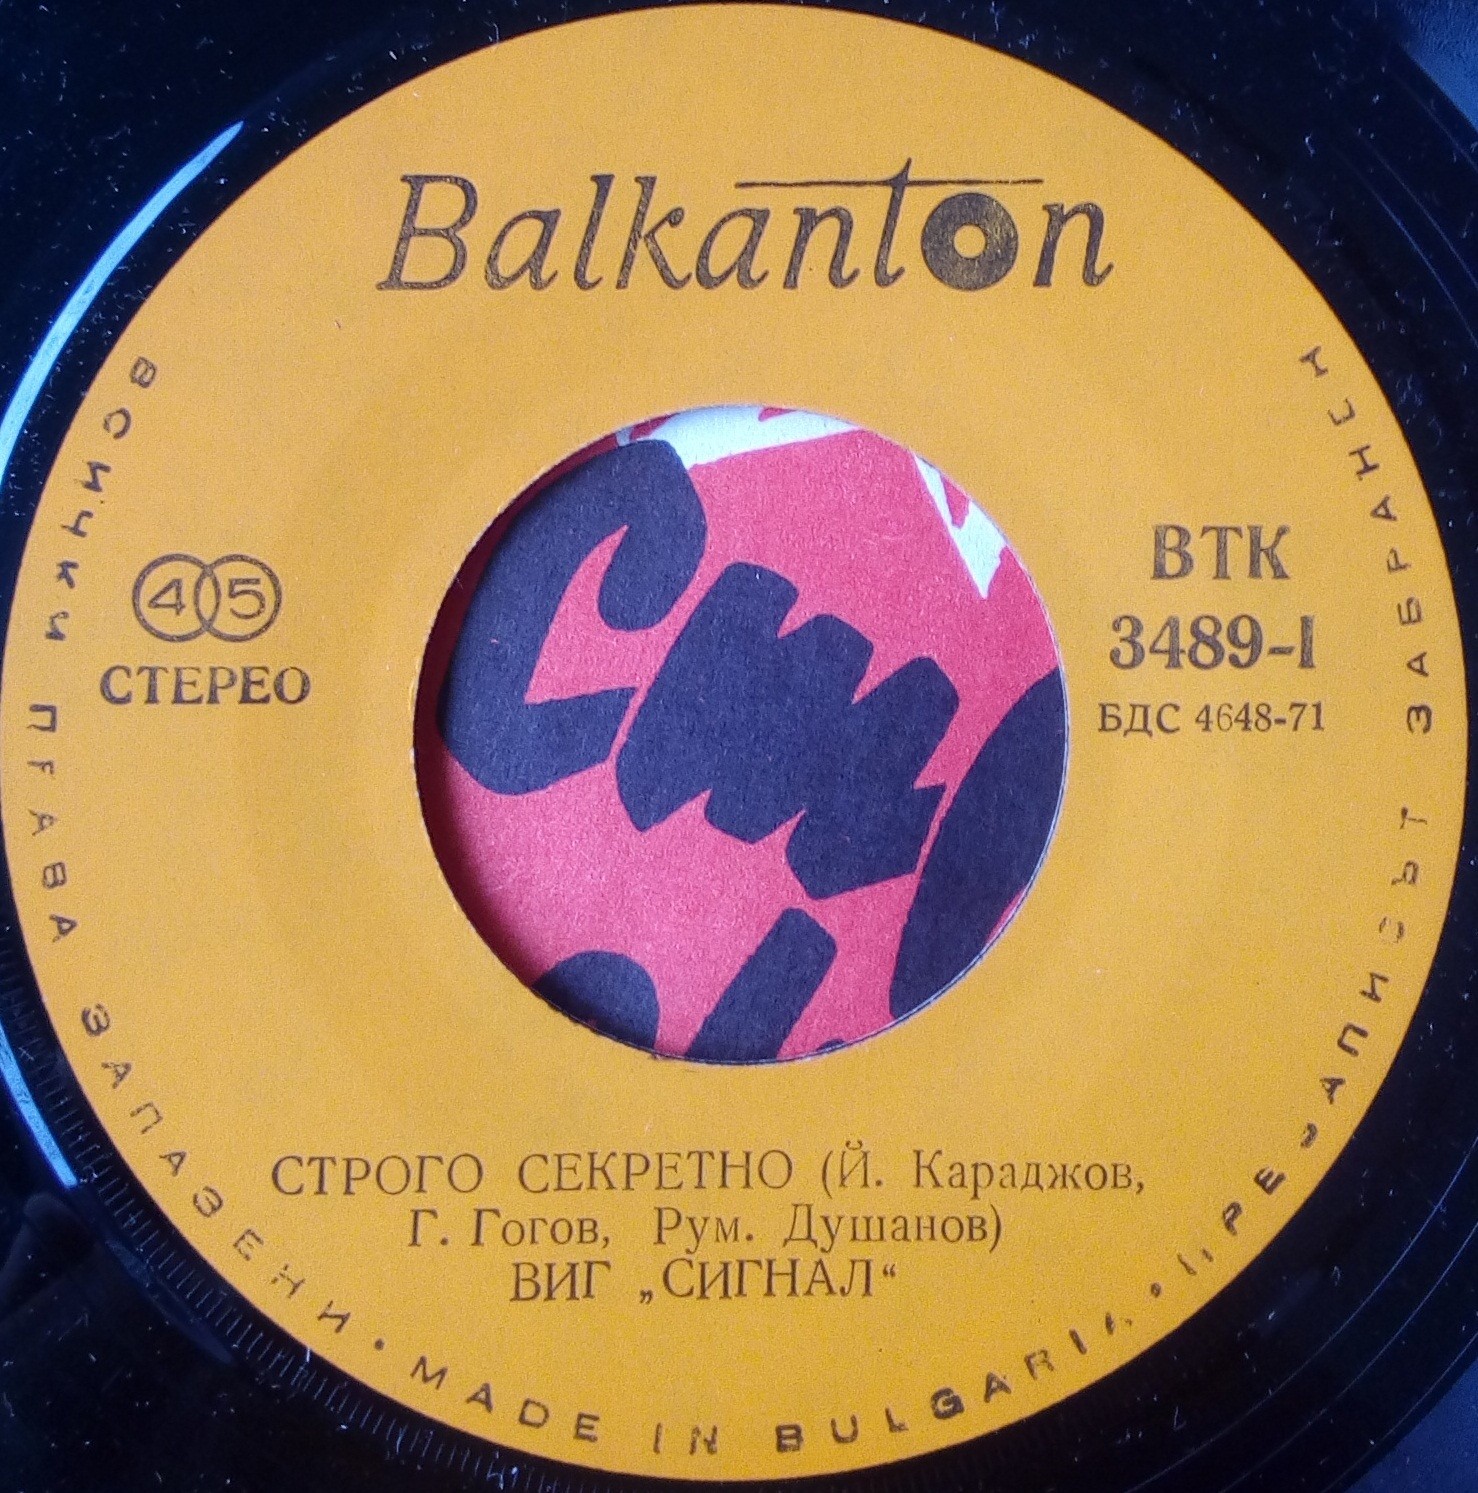 Balkanton
45
СТЕРЕО
ВТК
3489-I
БДС 4648-71
СТРОГО СЕКРЕТНО (Й. Караджов,
Г. Гогов, Рум. Душанов)
ВИГ „СИГНАЛ“
ВСИЧКИ ПРАВА ЗАПАЗЕНИ • MADE IN BULGARIA • ПРЕЗАПИСЪТ ЗАБРАНЕН